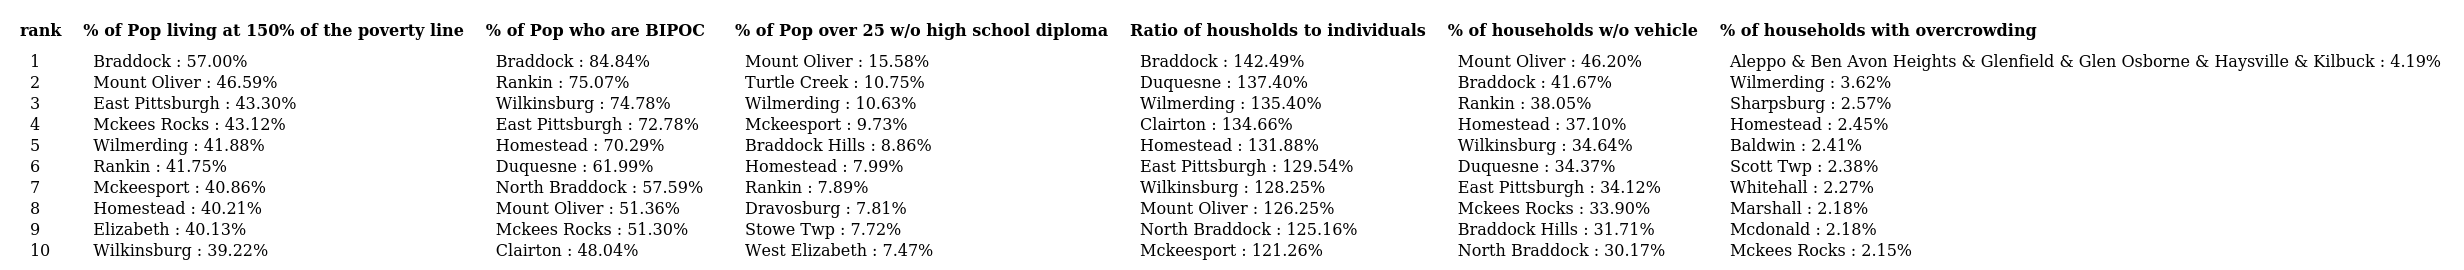 rank % of Pop living at 150% of the poverty line % of Pop who are BIPOC % of Pop over 25 w/o high school diploma Ratio of housholds to individuals % of households w/o vehicle % of households with overcrowding
1 Braddock : 57.00% Braddock : 84.84% Mount Oliver : 15.58% Braddock : 142.49% Mount Oliver : 46.20% Aleppo & Ben Avon Heights & Glenfield & Glen Osborne & Haysville & Kilbuck : 4.19%
2 Mount Oliver : 46.59% Rankin : 75.07% Turtle Creek : 10.75% Duquesne : 137.40% Braddock : 41.67% Wilmerding : 3.62%
3 East Pittsburgh : 43.30% Wilkinsburg : 74.78% Wilmerding : 10.63% Wilmerding : 135.40% Rankin : 38.05% Sharpsburg : 2.57%
4 Mckees Rocks : 43.12% East Pittsburgh : 72.78% Mckeesport : 9.73% Clairton : 134.66% Homestead : 37.10% Homestead : 2.45%
5 Wilmerding : 41.88% Homestead : 70.29% Braddock Hills : 8.86% Homestead : 131.88% Wilkinsburg : 34.64% Baldwin : 2.41%
6 Rankin : 41.75% Duquesne : 61.99% Homestead : 7.99% East Pittsburgh : 129.54% Duquesne : 34.37% Scott Twp : 2.38%
7 Mckeesport : 40.86% North Braddock : 57.59% Rankin : 7.89% Wilkinsburg : 128.25% East Pittsburgh : 34.12% Whitehall : 2.27%
8 Homestead : 40.21% Mount Oliver : 51.36% Dravosburg : 7.81% Mount Oliver : 126.25% Mckees Rocks : 33.90% Marshall : 2.18%
9 Elizabeth : 40.13% Mckees Rocks : 51.30% Stowe Twp : 7.72% North Braddock : 125.16% Braddock Hills : 31.71% Mcdonald : 2.18%
10 Wilkinsburg : 39.22% Clairton : 48.04% West Elizabeth : 7.47% Mckeesport : 121.26% North Braddock : 30.17% Mckees Rocks : 2.15%